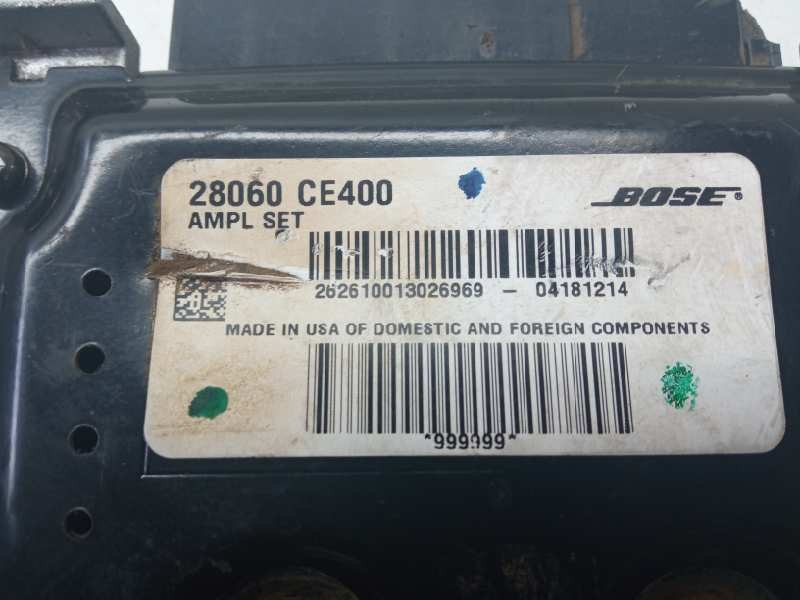 28060 CE400
BOSE®
AMPL SET
262610013026969 - 04181214
MADE IN USA OF DOMESTIC AND FOREIGN COMPONENTS
*999999*